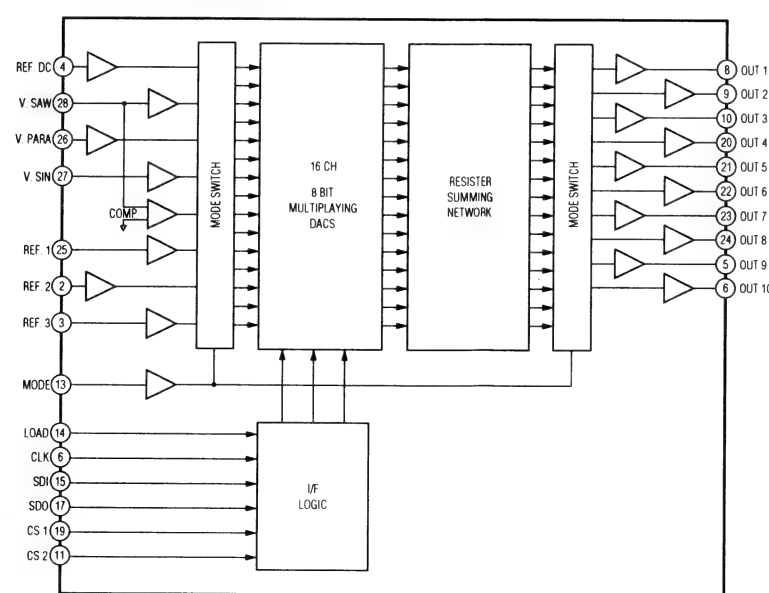 REF. DC 4
V. SAW 28
V. PARA 26
V. SIN 27
COMP
REF. 1 25
REF. 2 2
REF. 3 3
MODE 13
LOAD 14
CLK 6
SDI 15
SDO 17
CS 1 19
CS 2 11
MODE SWITCH
16 CH
8 BIT
MULTIPLAYING
DACS
RESISTER
SUMMING
NETWORK
MODE SWITCH
I/F
LOGIC
8 OUT 1
9 OUT 2
10 OUT 3
20 OUT 4
21 OUT 5
22 OUT 6
23 OUT 7
24 OUT 8
5 OUT 9
6 OUT 10